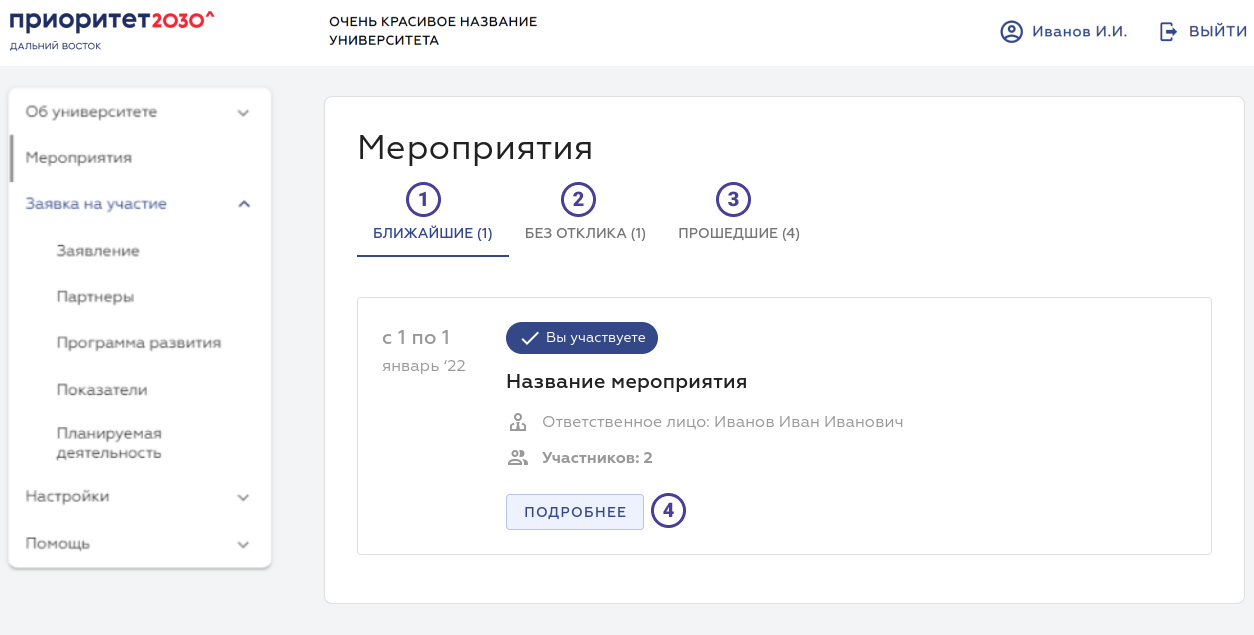 приоритет2030^
ДАЛЬНИЙ ВОСТОК
ОЧЕНЬ КРАСИВОЕ НАЗВАНИЕ
УНИВЕРСИТЕТА
Иванов И.И.
ВЫЙТИ
Об университете
Мероприятия
Заявка на участие
Заявление
Партнеры
Программа развития
Показатели
Планируемая
деятельность
Настройки
Помощь
Мероприятия
1 2 3
БЛИЖАЙШИЕ (1) БЕЗ ОТКЛИКА (1) ПРОШЕДШИЕ (4)
с 1 по 1
январь ‘22
Вы участвуете
Название мероприятия
Ответственное лицо: Иванов Иван Иванович
Участников: 2
ПОДРОБНЕЕ 4